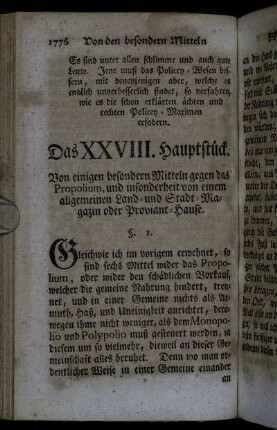 1776 Von den besondern Mitteln
Es sind unter allen schlimme und auch gute
Leute. Jene muß das Policey-Wesen bes-
sern, mit denenjenigen aber, welche es
endlich unverbesserlich findet, so verfahren,
wie es die schon erklärten ächten und
rechten Policey-Maximen
erfodern.
Das XXVIII. Hauptstück.
Von einigen besondern Mitteln gegen das
Propolium, und insonderheit von einem
allgemeinen Land- und Stadt-Ma-
gazin oder Proviant-Hause.
§. 1.
Gleichwie ich im vorigem erwehnet, so
sind sechs Mittel wider das Propo-
lium, oder wider den schädlichen Vorkauf,
welcher die gemeine Nahrung hindert, tren-
net, und in einer Gemeine nichts als Ar-
muth, Haß, und Uneinigkeit anrichtet, dero-
wegen ihme nicht weniger, als dem Monopo-
lio und Polypolio muß gesteuert werden, ja
diesem um so vielmehr, dieweil an dieser Ge-
meinschaft alles beruhet. Denn wo man or-
dentlicher Weise in einer Gemeine einander
an